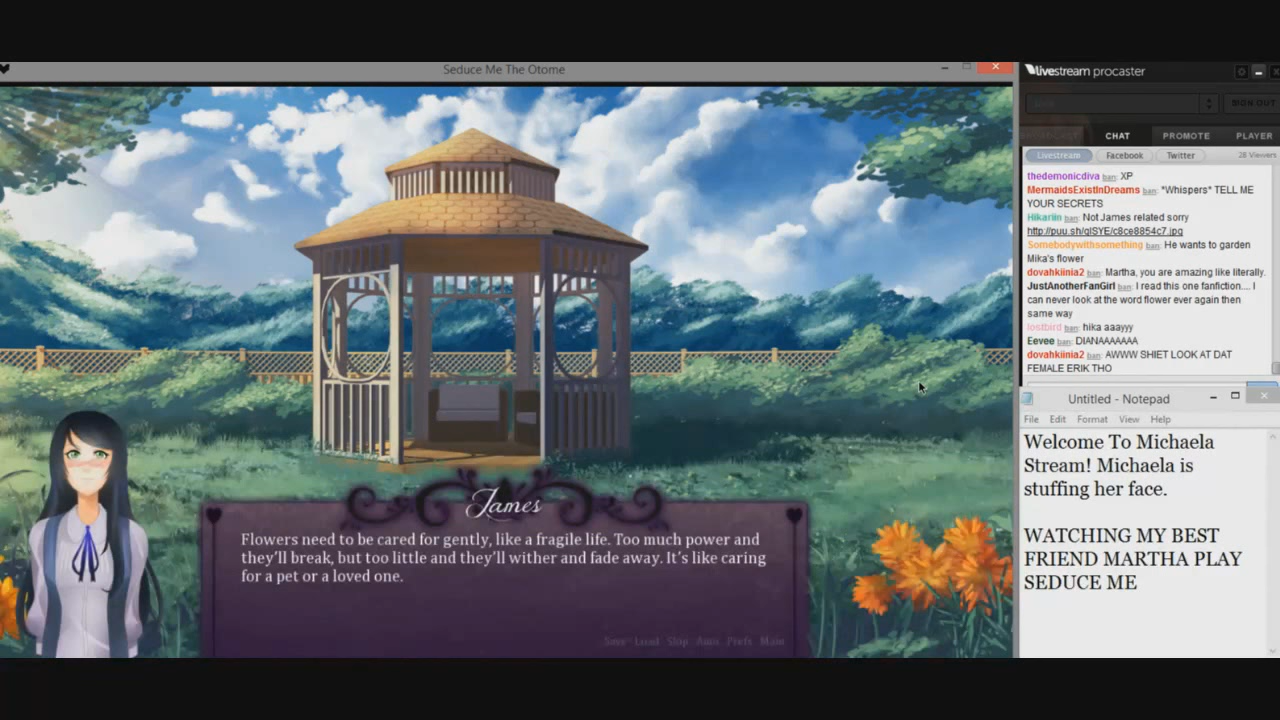 Seduce Me The Otome
James
Flowers need to be cared for gently, like a fragile life. Too much power and
they'll break, but too little and they'll wither and fade away. It's like caring
for a pet or a loved one.
Save Load Skip Auto Prefs Main
livestream procaster
SIGN OUT
CHAT PROMOTE PLAYER
Livestream Facebook Twitter 28 Viewers
thedemonicdiva ban: XP
MermaidsExistInDreams ban: *Whispers* TELL ME
YOUR SECRETS
Hikariin ban: Not James related sorry
http://puu.sh/qlSYE/c8ce8854c7.jpg
Somebodywithsomething ban: He wants to garden
Mika's flower
dovahkiinia2 ban: Martha, you are amazing like literally.
JustAnotherFanGirl ban: I read this one fanfiction.... I
can never look at the word flower ever again then
same way
lostbird ban: hika aaayyy
Eevee ban: DIANAAAAAAA
dovahkiinia2 ban: AWWW SHIET LOOK AT DAT
FEMALE ERIK THO
Untitled - Notepad
File Edit Format View Help
Welcome To Michaela
Stream! Michaela is
stuffing her face.
WATCHING MY BEST
FRIEND MARTHA PLAY
SEDUCE ME